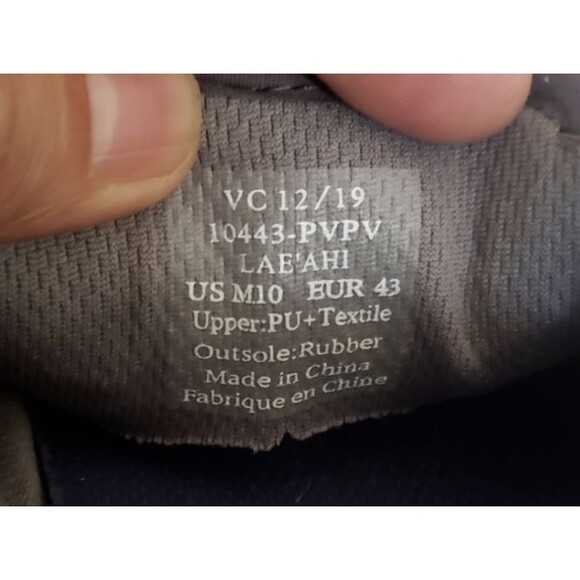 VC 12/19
10443-PVPV
LAE'AHI
US M10 EUR 43
Upper:PU+Textile
Outsole:Rubber
Made in China
Fabrique en Chine